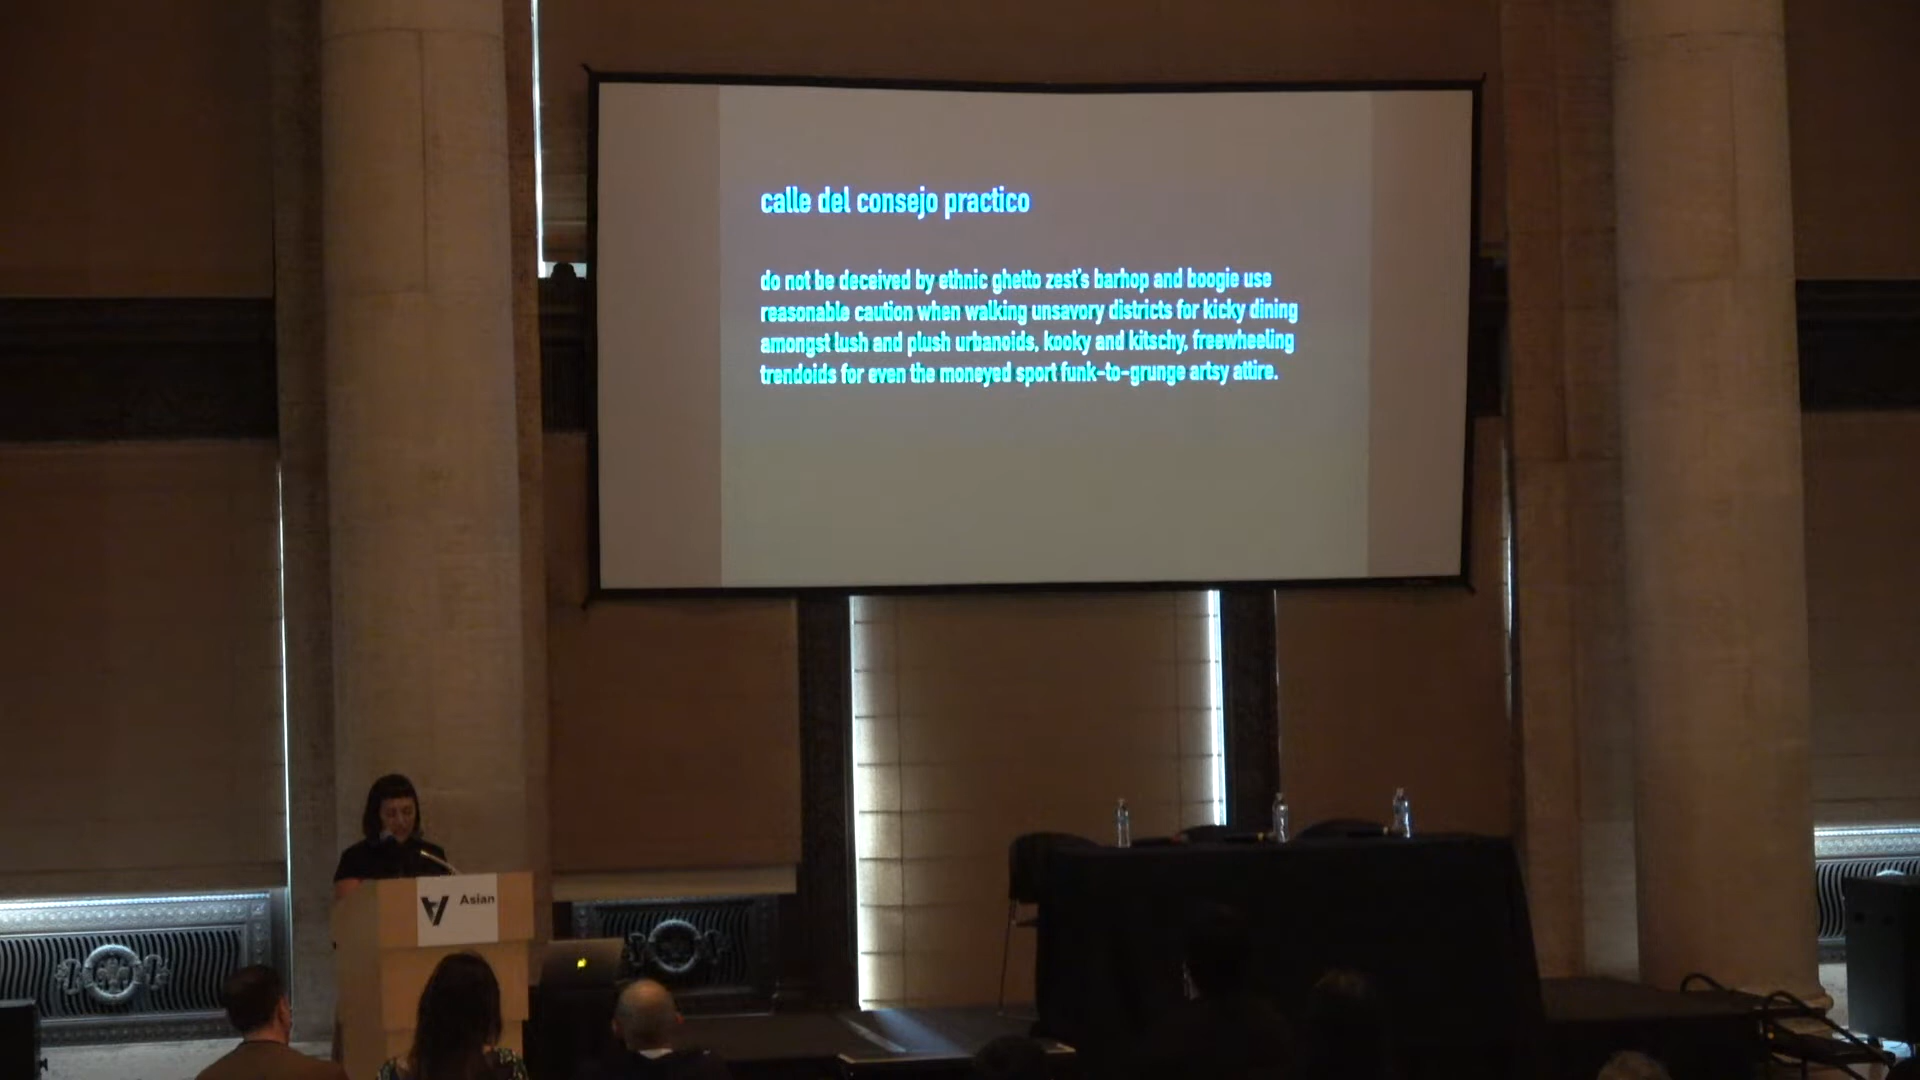 calle del consejo practico
do not be deceived by ethnic ghetto zest's barhop and boogie use
reasonable caution when walking unsavory districts for kicky dining
amongst lush and plush urbanoids, kooky and kitschy, freewheeling
trendoids for even the moneyed sport funk-to-grunge artsy attire.
Asian